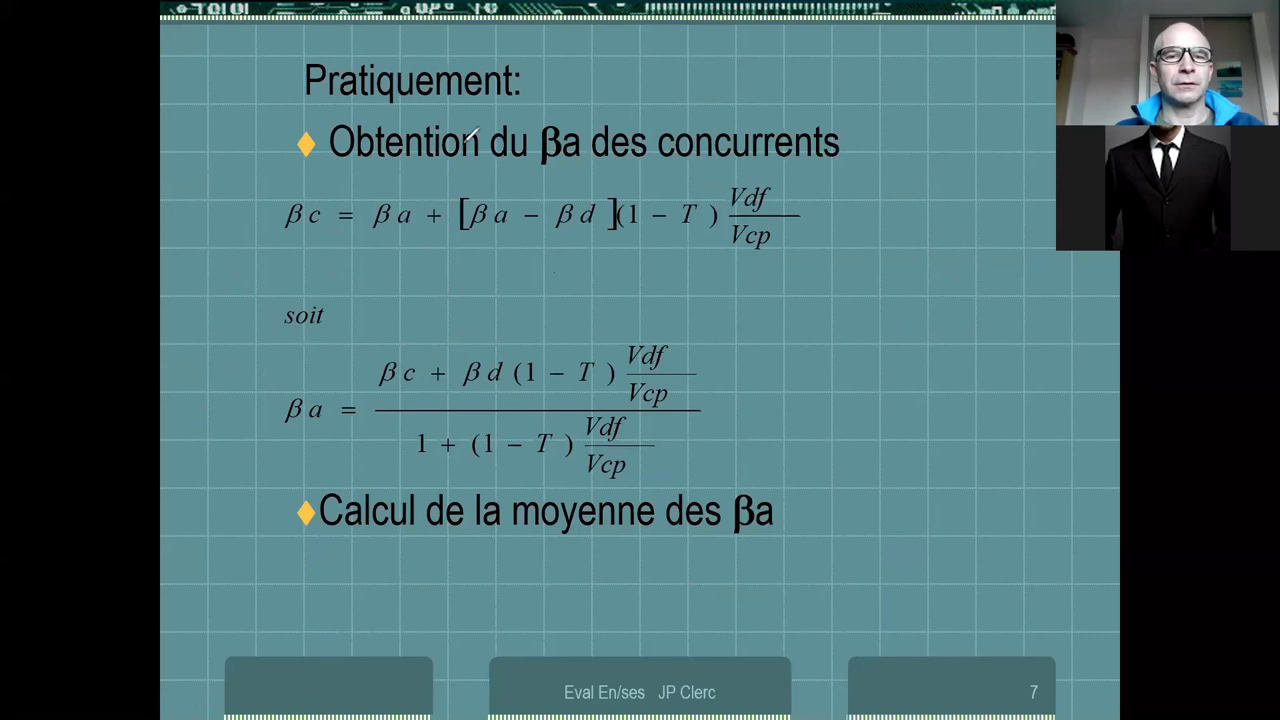 Pratiquement:
Obtention du βa des concurrents
β c = β a + [β a − β d ](1 − T ) Vdf / Vcp
soit
β a = (β c + β d (1 − T ) Vdf / Vcp) / (1 + (1 − T ) Vdf / Vcp)
Calcul de la moyenne des βa
Eval En/ses JP Clerc
7